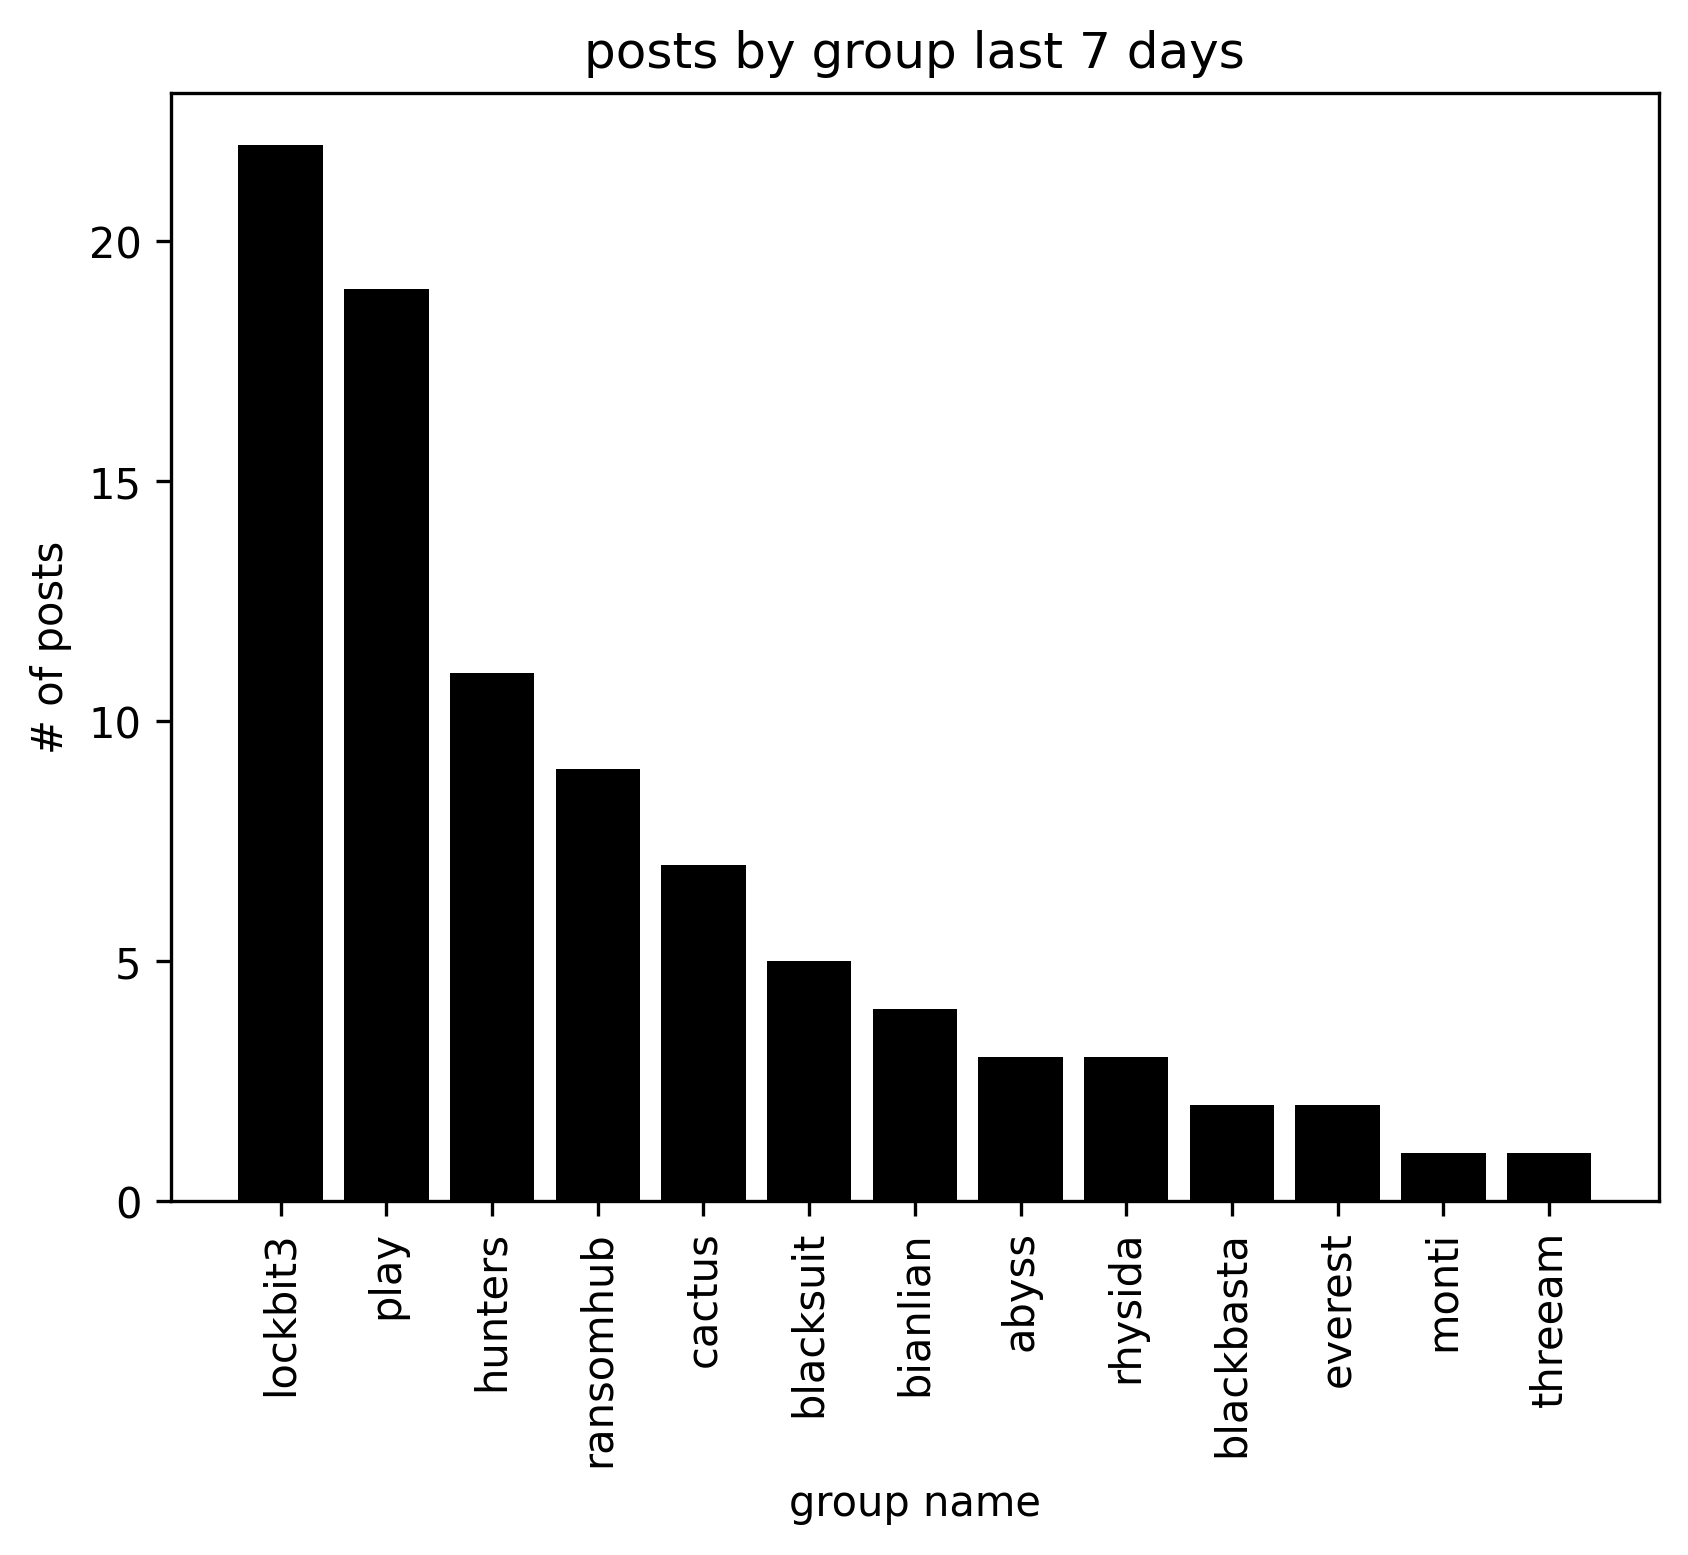 posts by group last 7 days
# of posts
20
15
10
5
0
lockbit3
play
hunters
ransomhub
cactus
blacksuit
bianlian
abyss
rhysida
blackbasta
everest
monti
threeam
group name